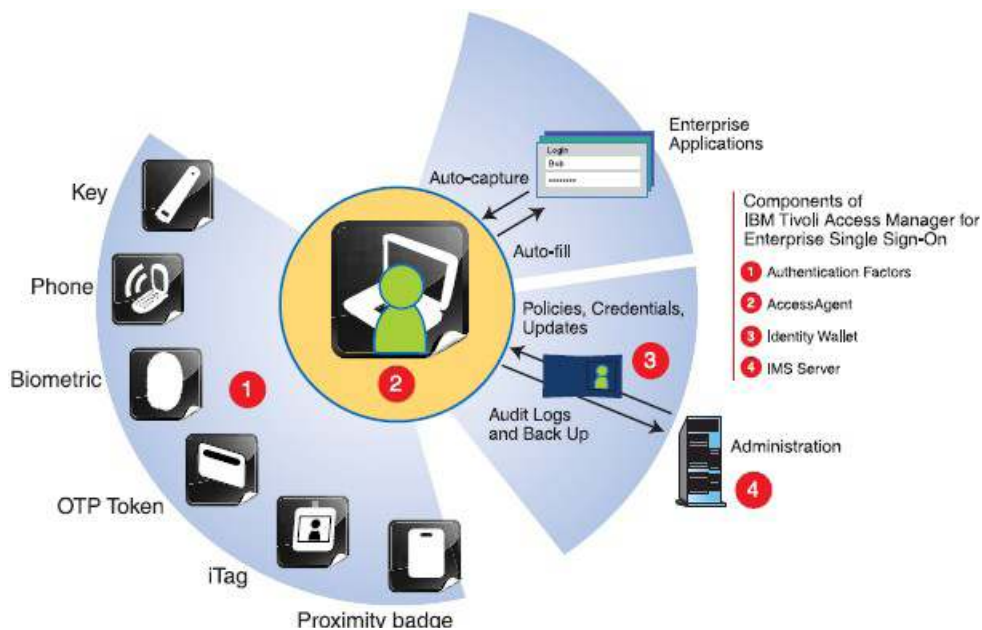 Enterprise
Applications
Login
Bob
••••••••
Auto-capture
Auto-fill
Key
Phone
Biometric
OTP Token
iTag
Proximity badge
1
2
Policies, Credentials,
Updates
3
Audit Logs
and Back Up
Administration
4
Components of
IBM Tivoli Access Manager for
Enterprise Single Sign-On
1 Authentication Factors
2 AccessAgent
3 Identity Wallet
4 IMS Server